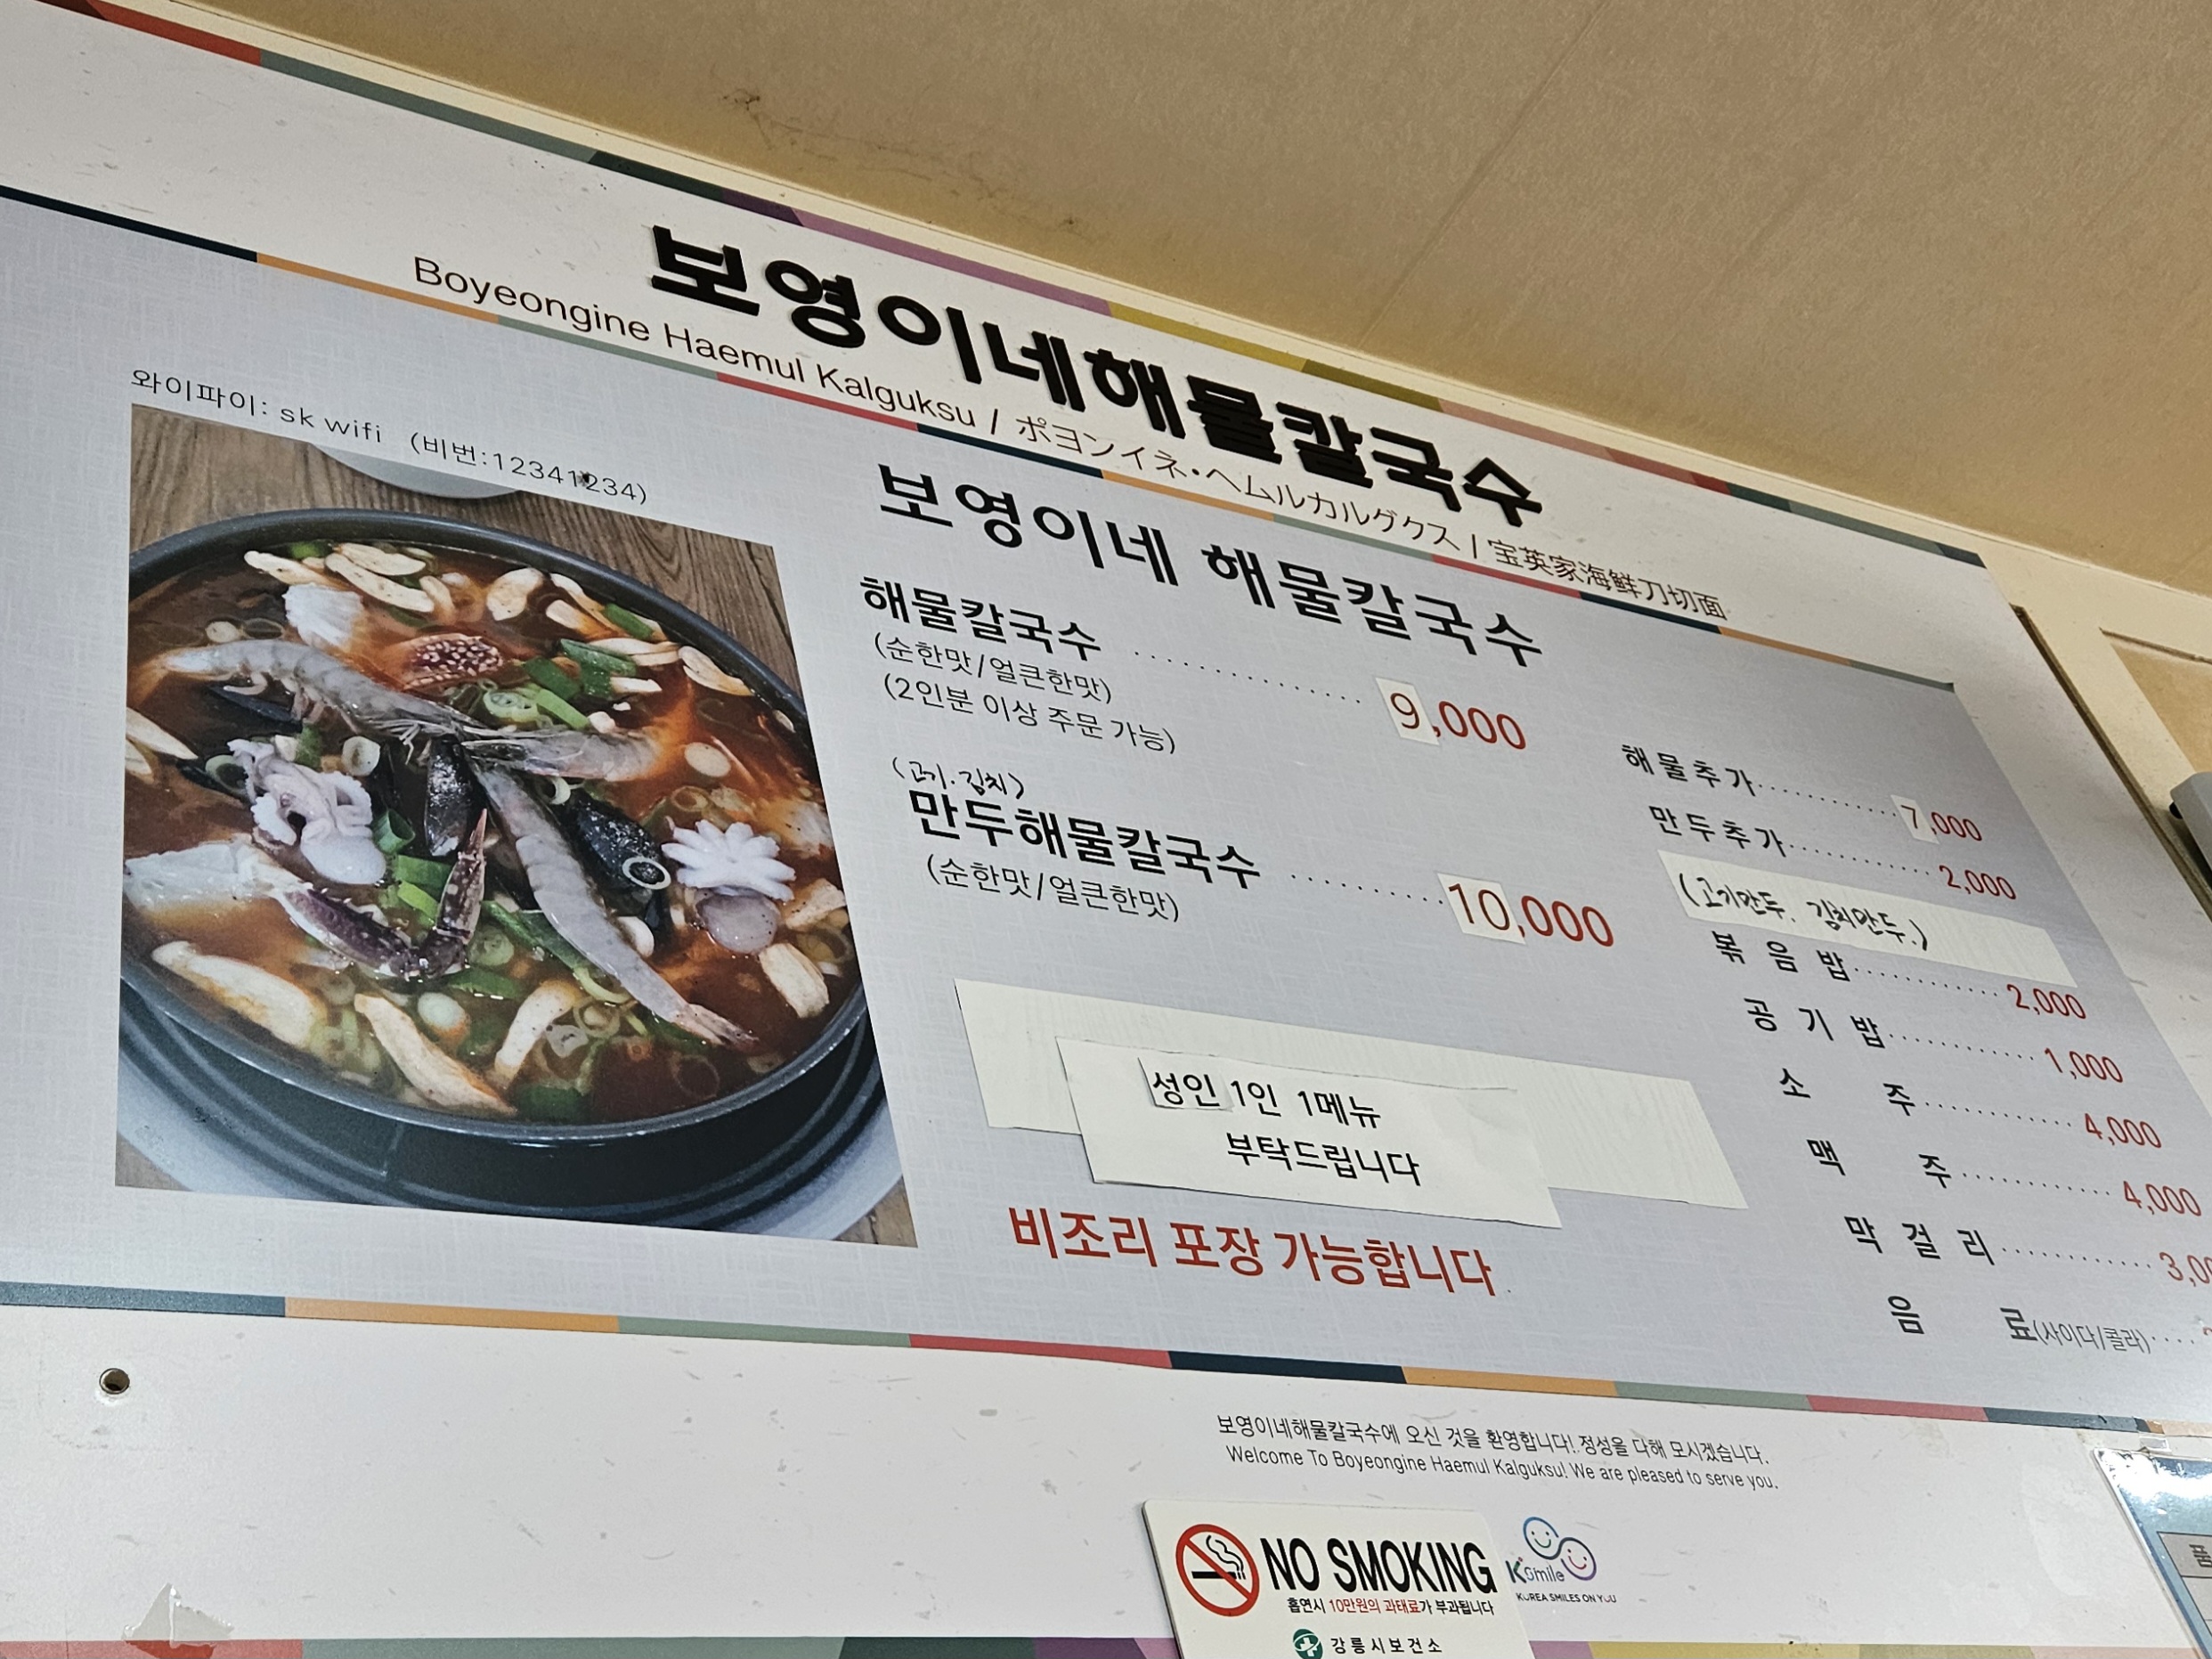 보영이네해물칼국수
Boyeongine Haemul Kalguksu / ポヨンイネ・ヘムルカルグクス / 宝英家海鲜刀切面
와이파이: sk wifi (비번:12341234)
보영이네 해물칼국수
해물칼국수 ············ 9,000
(순한맛/얼큰한맛)
(2인분 이상 주문 가능)
(고기.김치)
만두해물칼국수 ········ 10,000
(순한맛/얼큰한맛)
성인 1인 1메뉴
부탁드립니다
비조리 포장 가능합니다
해물추가 ············ 7,000
만두추가 ············ 2,000
(고기만두. 김치만두.)
볶음밥 ············ 2,000
공기밥 ············ 1,000
소 주 ············ 4,000
맥 주 ············ 4,000
막걸리 ············
음 료(사이다/콜라) ····
보영이네해물칼국수에 오신 것을 환영합니다! 정성을 다해 모시겠습니다.
Welcome To Boyeongine Haemul Kalguksu! We are pleased to serve you.
NO SMOKING
흡연시 10만원의 과태료가 부과됩니다
강릉시보건소
K Smile
KOREA SMILES ON YOU